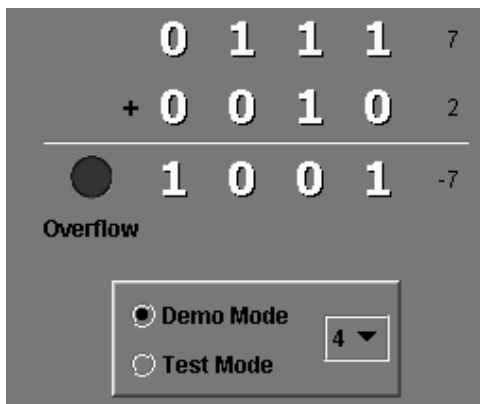 0 1 1 1 7
+ 0 0 1 0 2
1 0 0 1 -7
Overflow
Demo Mode
4
Test Mode